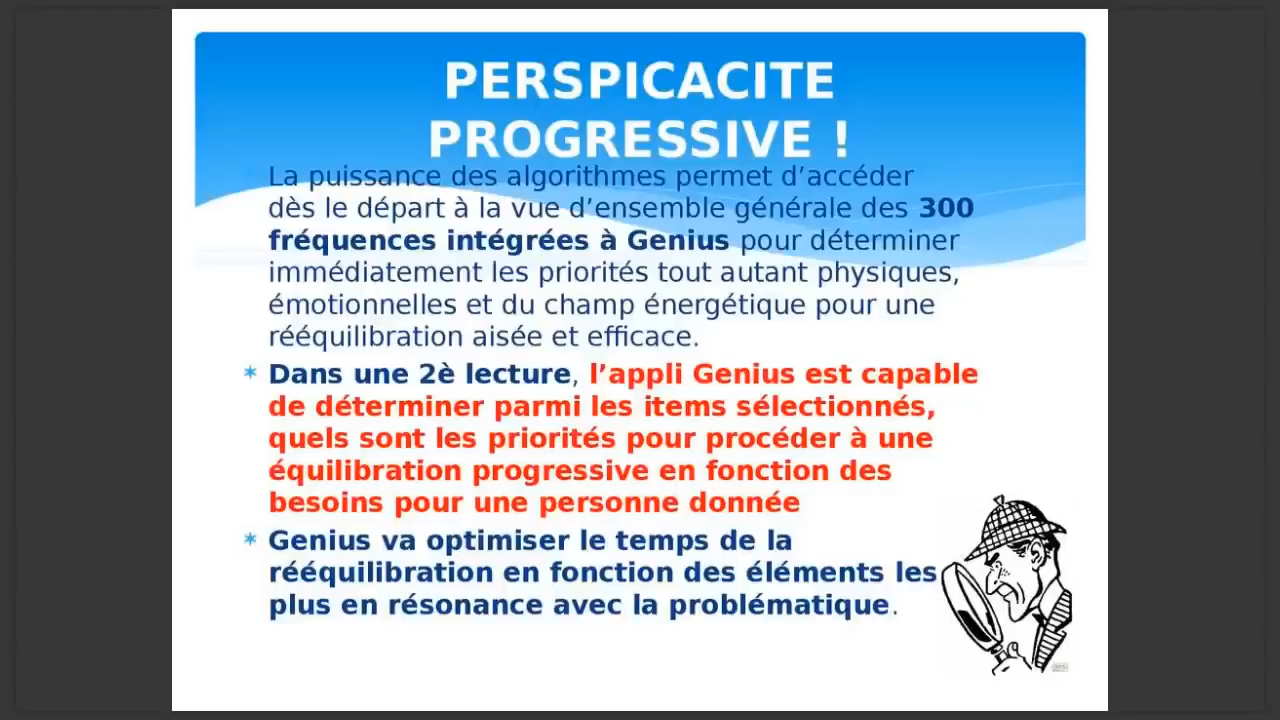 PERSPICACITE
PROGRESSIVE !
La puissance des algorithmes permet d’accéder
dès le départ à la vue d’ensemble générale des 300
fréquences intégrées à Genius pour déterminer
immédiatement les priorités tout autant physiques,
émotionnelles et du champ énergétique pour une
rééquilibration aisée et efficace.
* Dans une 2è lecture, l’appli Genius est capable
de déterminer parmi les items sélectionnés,
quels sont les priorités pour procéder à une
équilibration progressive en fonction des
besoins pour une personne donnée
* Genius va optimiser le temps de la
rééquilibration en fonction des éléments les
plus en résonance avec la problématique.